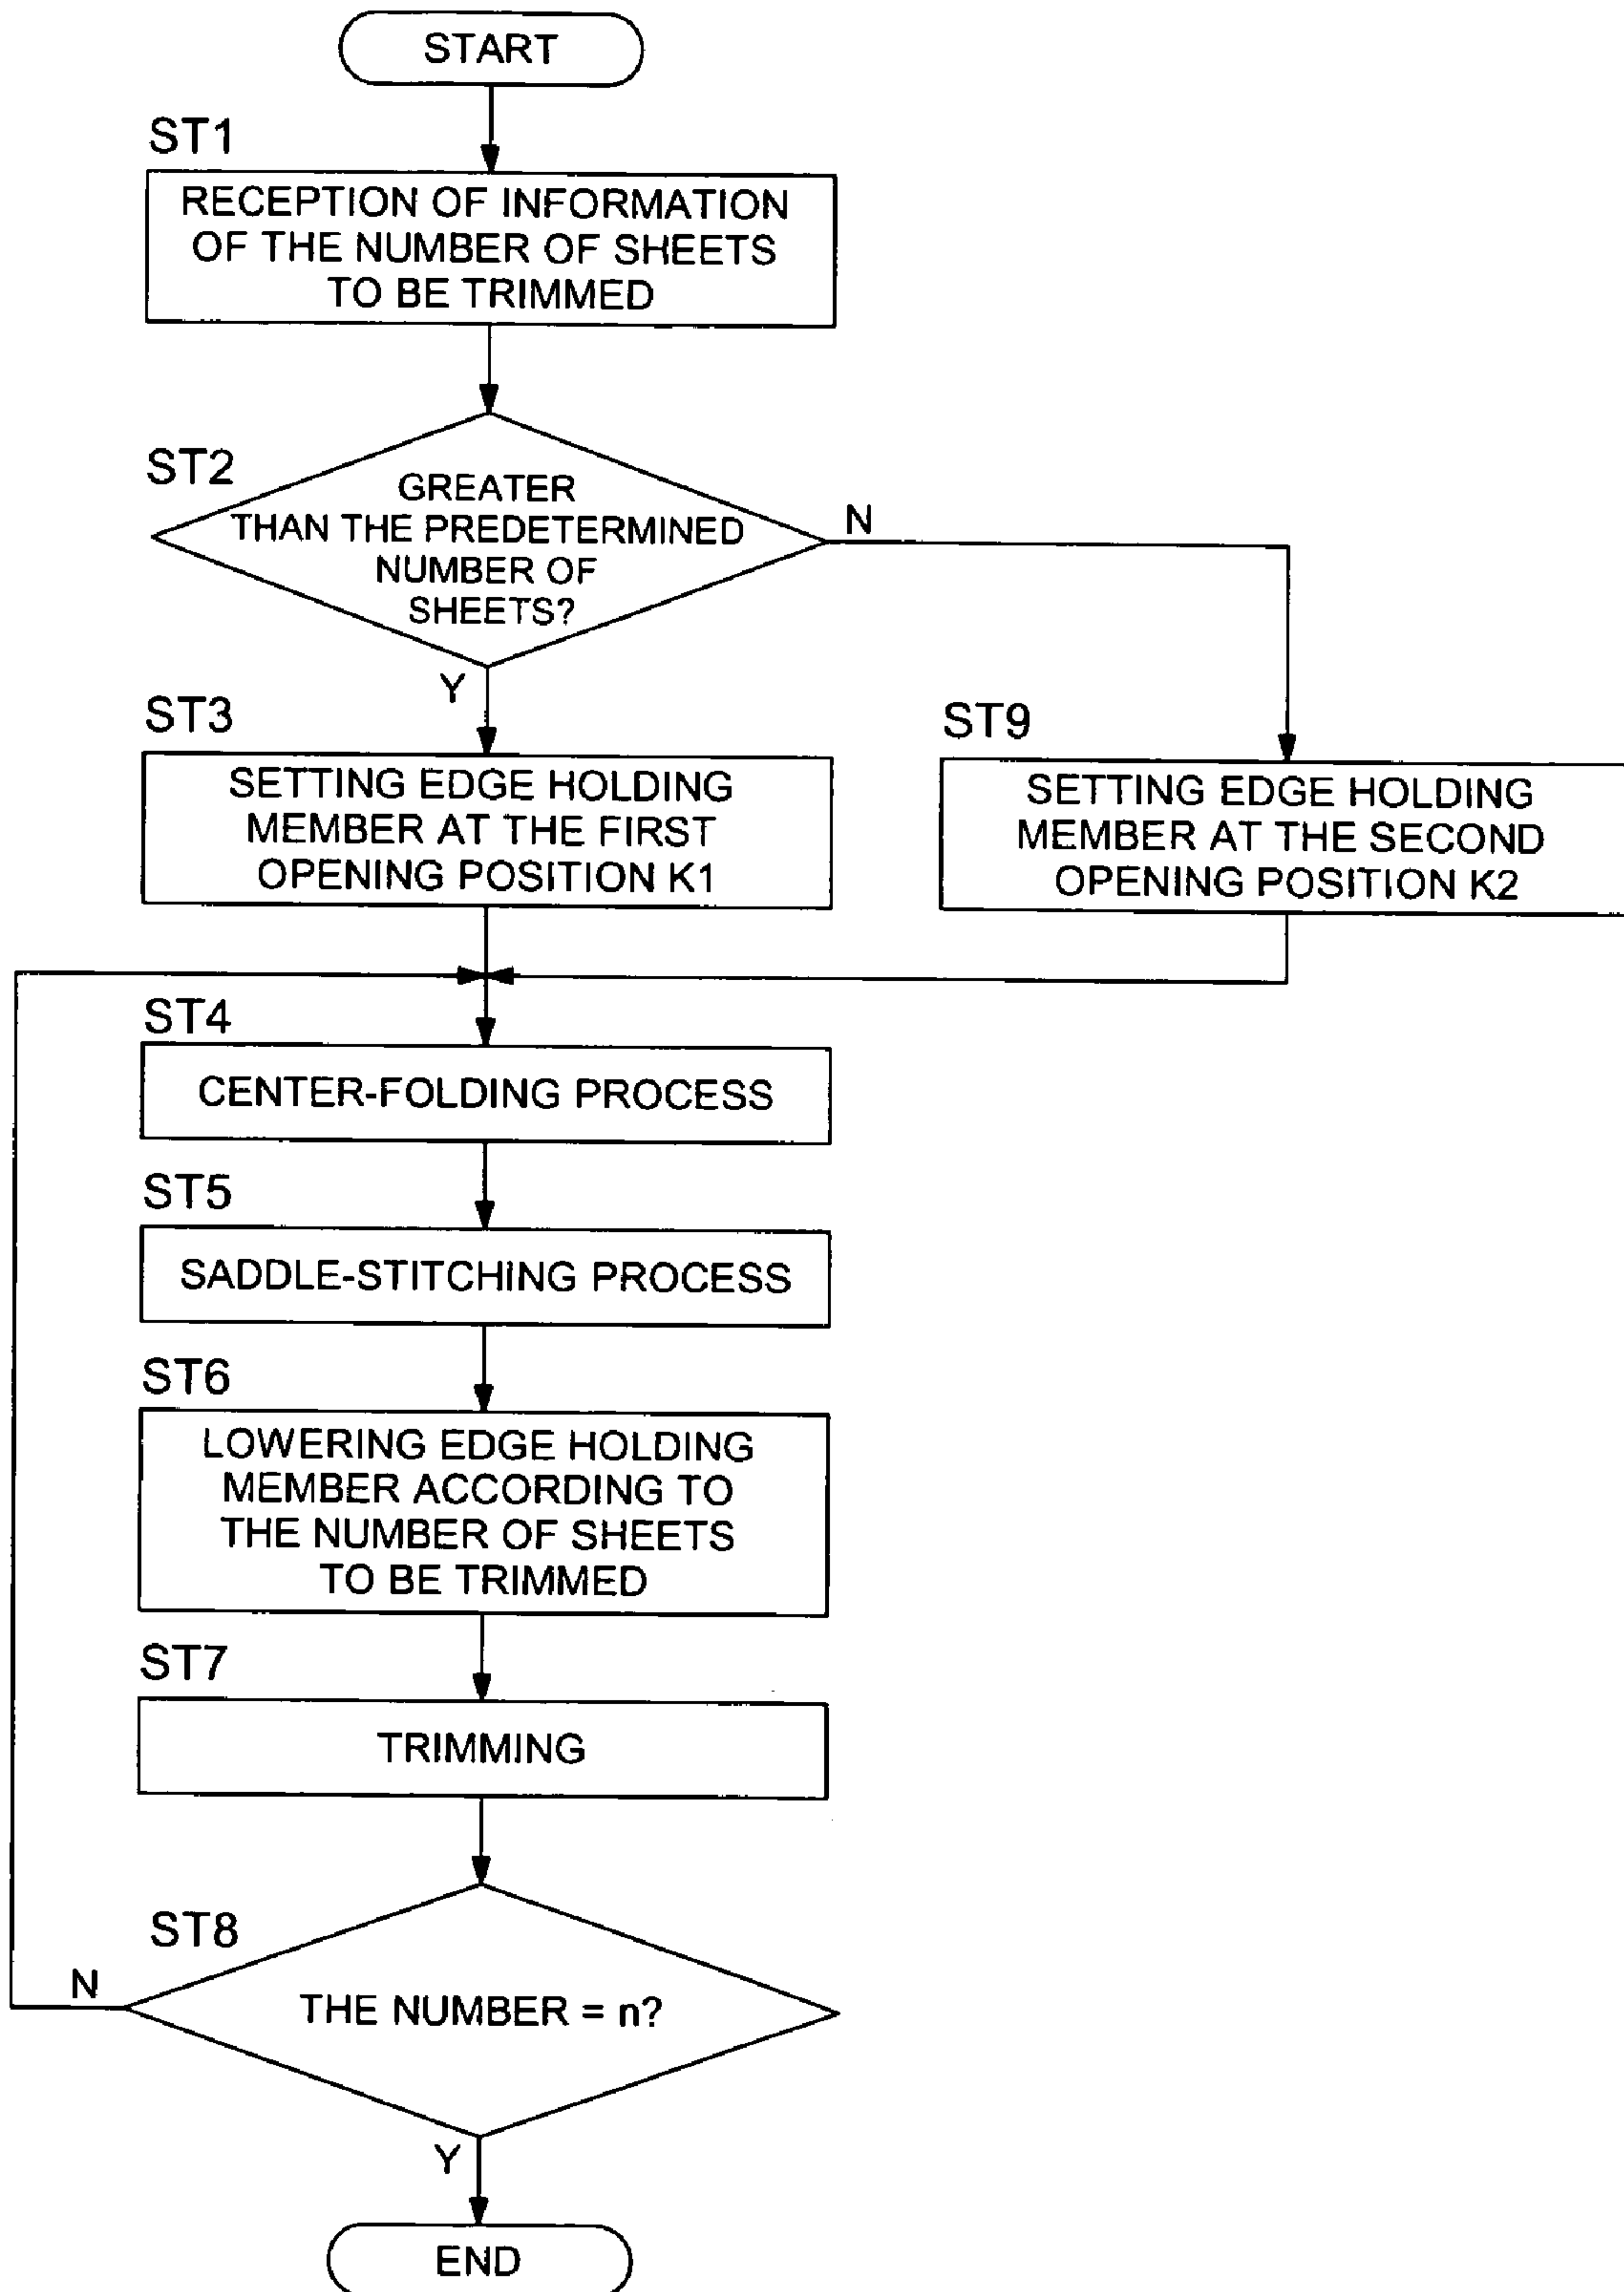 START
ST1
RECEPTION OF INFORMATION
OF THE NUMBER OF SHEETS
TO BE TRIMMED
ST2
GREATER
THAN THE PREDETERMINED
NUMBER OF
SHEETS?
N
Y
ST3
SETTING EDGE HOLDING
MEMBER AT THE FIRST
OPENING POSITION K1
ST9
SETTING EDGE HOLDING
MEMBER AT THE SECOND
OPENING POSITION K2
ST4
CENTER-FOLDING PROCESS
ST5
SADDLE-STITCHING PROCESS
ST6
LOWERING EDGE HOLDING
MEMBER ACCORDING TO
THE NUMBER OF SHEETS
TO BE TRIMMED
ST7
TRIMMING
ST8
N
THE NUMBER = n?
Y
END